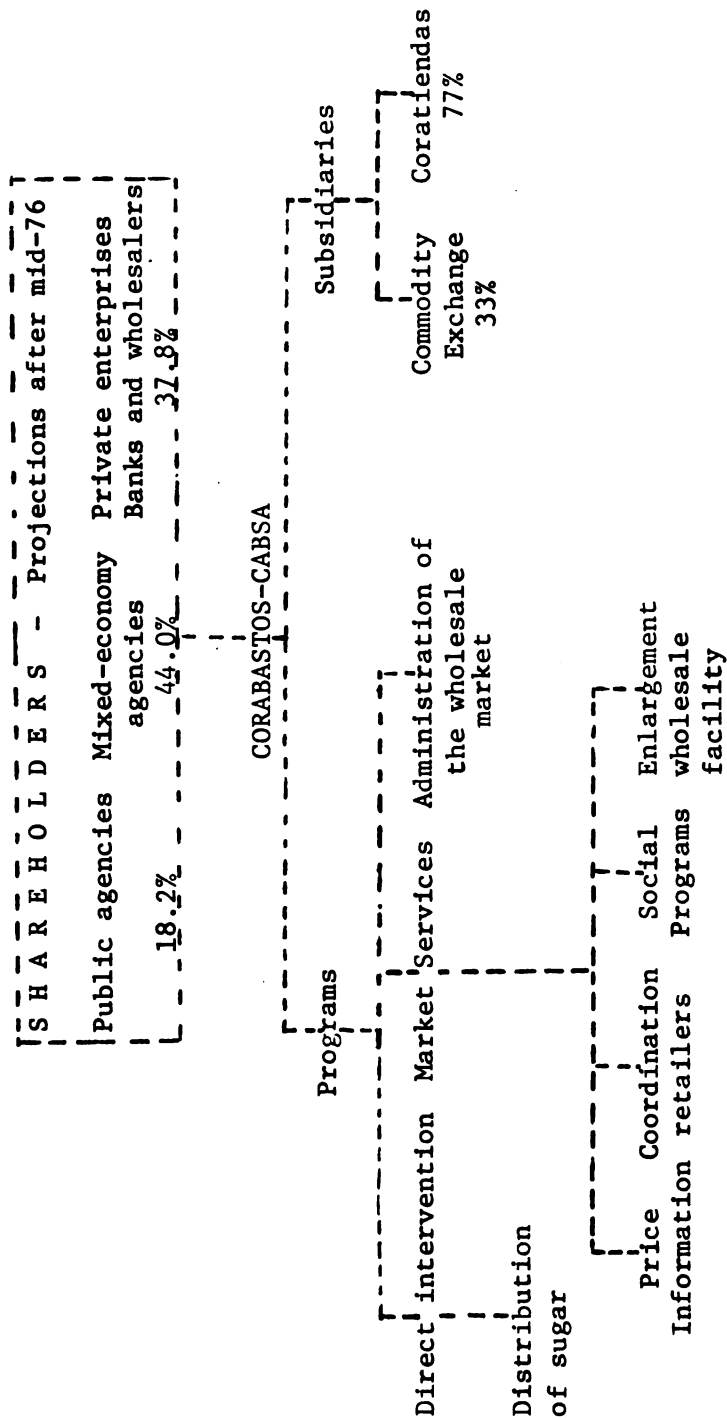 S H A R E H O L D E R S - Projections after mid-76
Public agencies Mixed-economy Private enterprises
agencies Banks and wholesalers
18.2% 44.0% 37.8%
CORABASTOS-CABSA
Programs Subsidiaries
Direct intervention Market Services Administration of
the wholesale
market
Commodity Coratiendas
Exchange 77%
33%
Distribution
of sugar
Price Coordination Social Enlargement
Information retailers Programs wholesale
facility